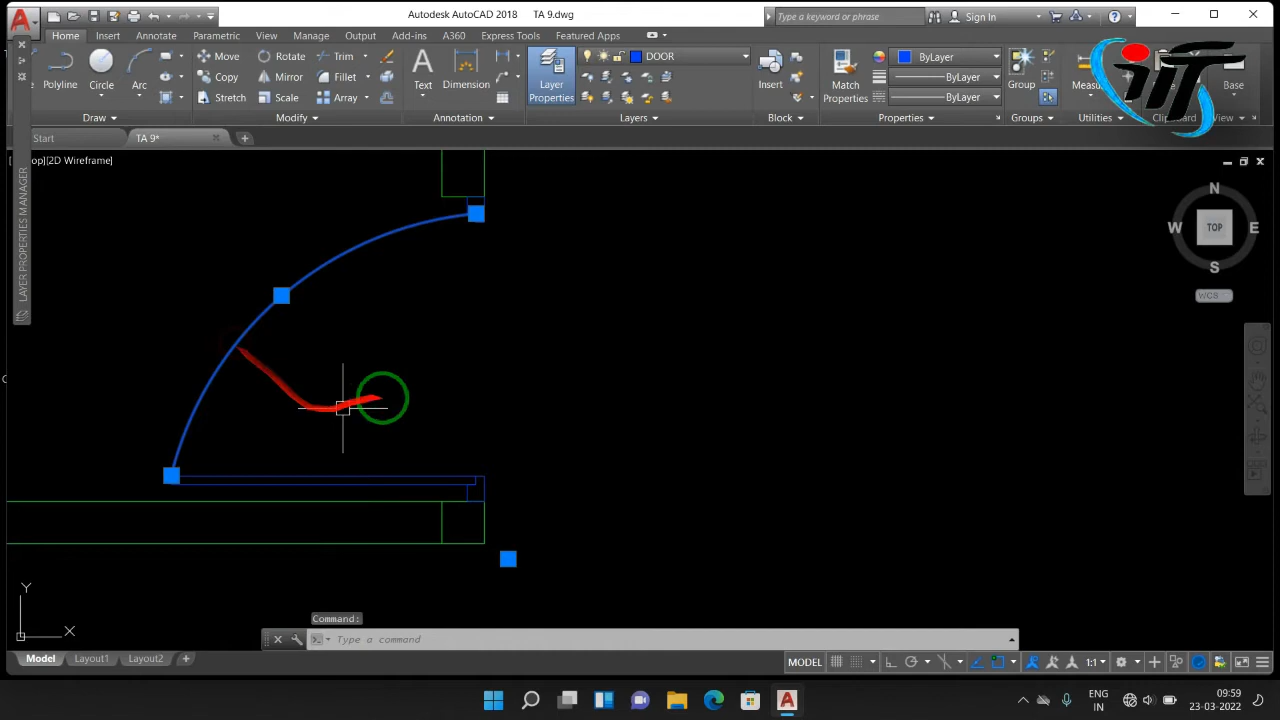 Autodesk AutoCAD 2018 TA 9.dwg
Type a keyword or phrase
Sign In
Home Insert Annotate Parametric View Manage Output Add-ins A360 Express Tools Featured Apps
Polyline Circle Arc
Move Rotate Trim
Copy Mirror Fillet
Stretch Scale Array
Text Dimension
Layer Properties
DOOR
Insert
Match Properties
ByLayer
ByLayer
ByLayer
Group
Base
Draw Modify Annotation Layers Block Properties Groups Utilities View
iTT
Start TA 9*
[2D Wireframe]
LAYER PROPERTIES MANAGER
N
W TOP E
S
WCS
Y
X
Command:
Type a command
Model Layout1 Layout2
MODEL 1:1
ENG
IN
09:59
23-03-2022